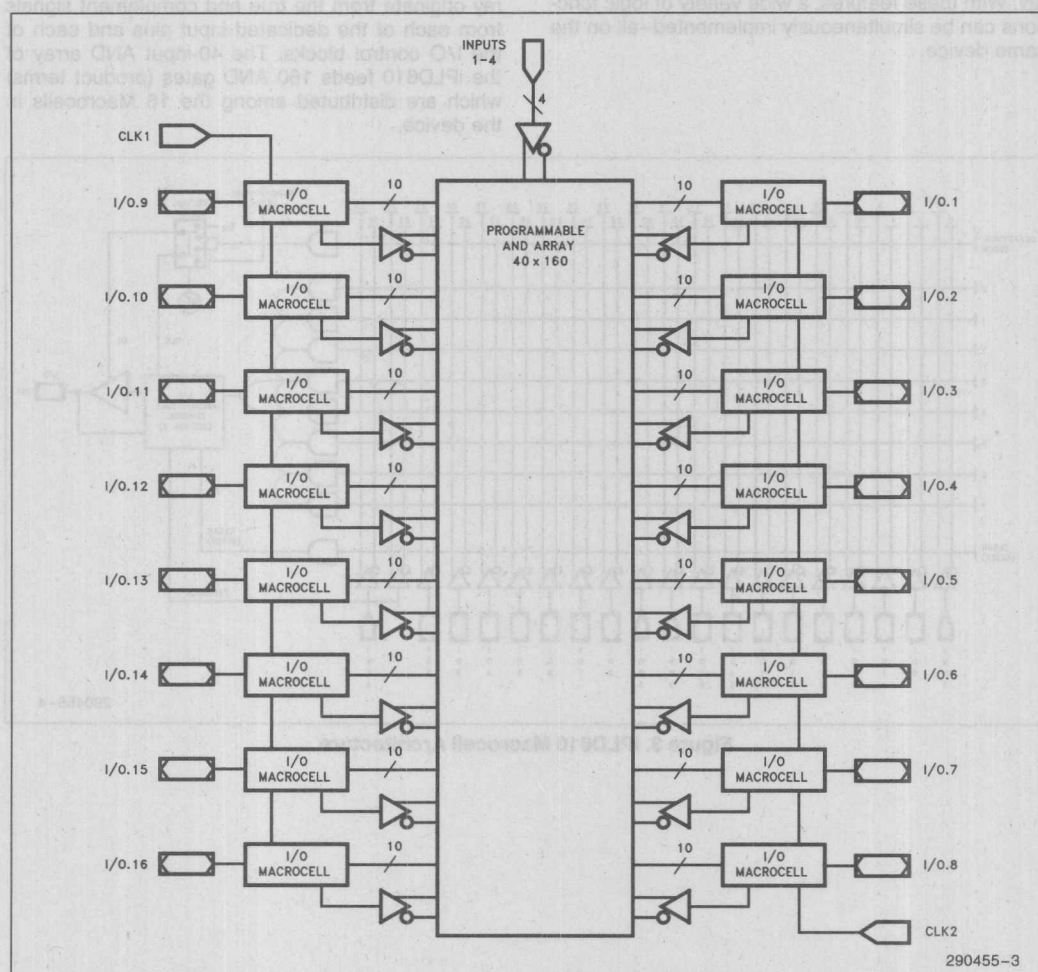 INPUTS
1-4
4
CLK1
I/O.9
I/O
MACROCELL
10
PROGRAMMABLE
AND ARRAY
40 x 160
10
I/O
MACROCELL
I/O.1
I/O.10
I/O
MACROCELL
10
10
I/O
MACROCELL
I/O.2
I/O.11
I/O
MACROCELL
10
10
I/O
MACROCELL
I/O.3
I/O.12
I/O
MACROCELL
10
10
I/O
MACROCELL
I/O.4
I/O.13
I/O
MACROCELL
10
10
I/O
MACROCELL
I/O.5
I/O.14
I/O
MACROCELL
10
10
I/O
MACROCELL
I/O.6
I/O.15
I/O
MACROCELL
10
10
I/O
MACROCELL
I/O.7
I/O.16
I/O
MACROCELL
10
10
I/O
MACROCELL
I/O.8
CLK2
290455-3